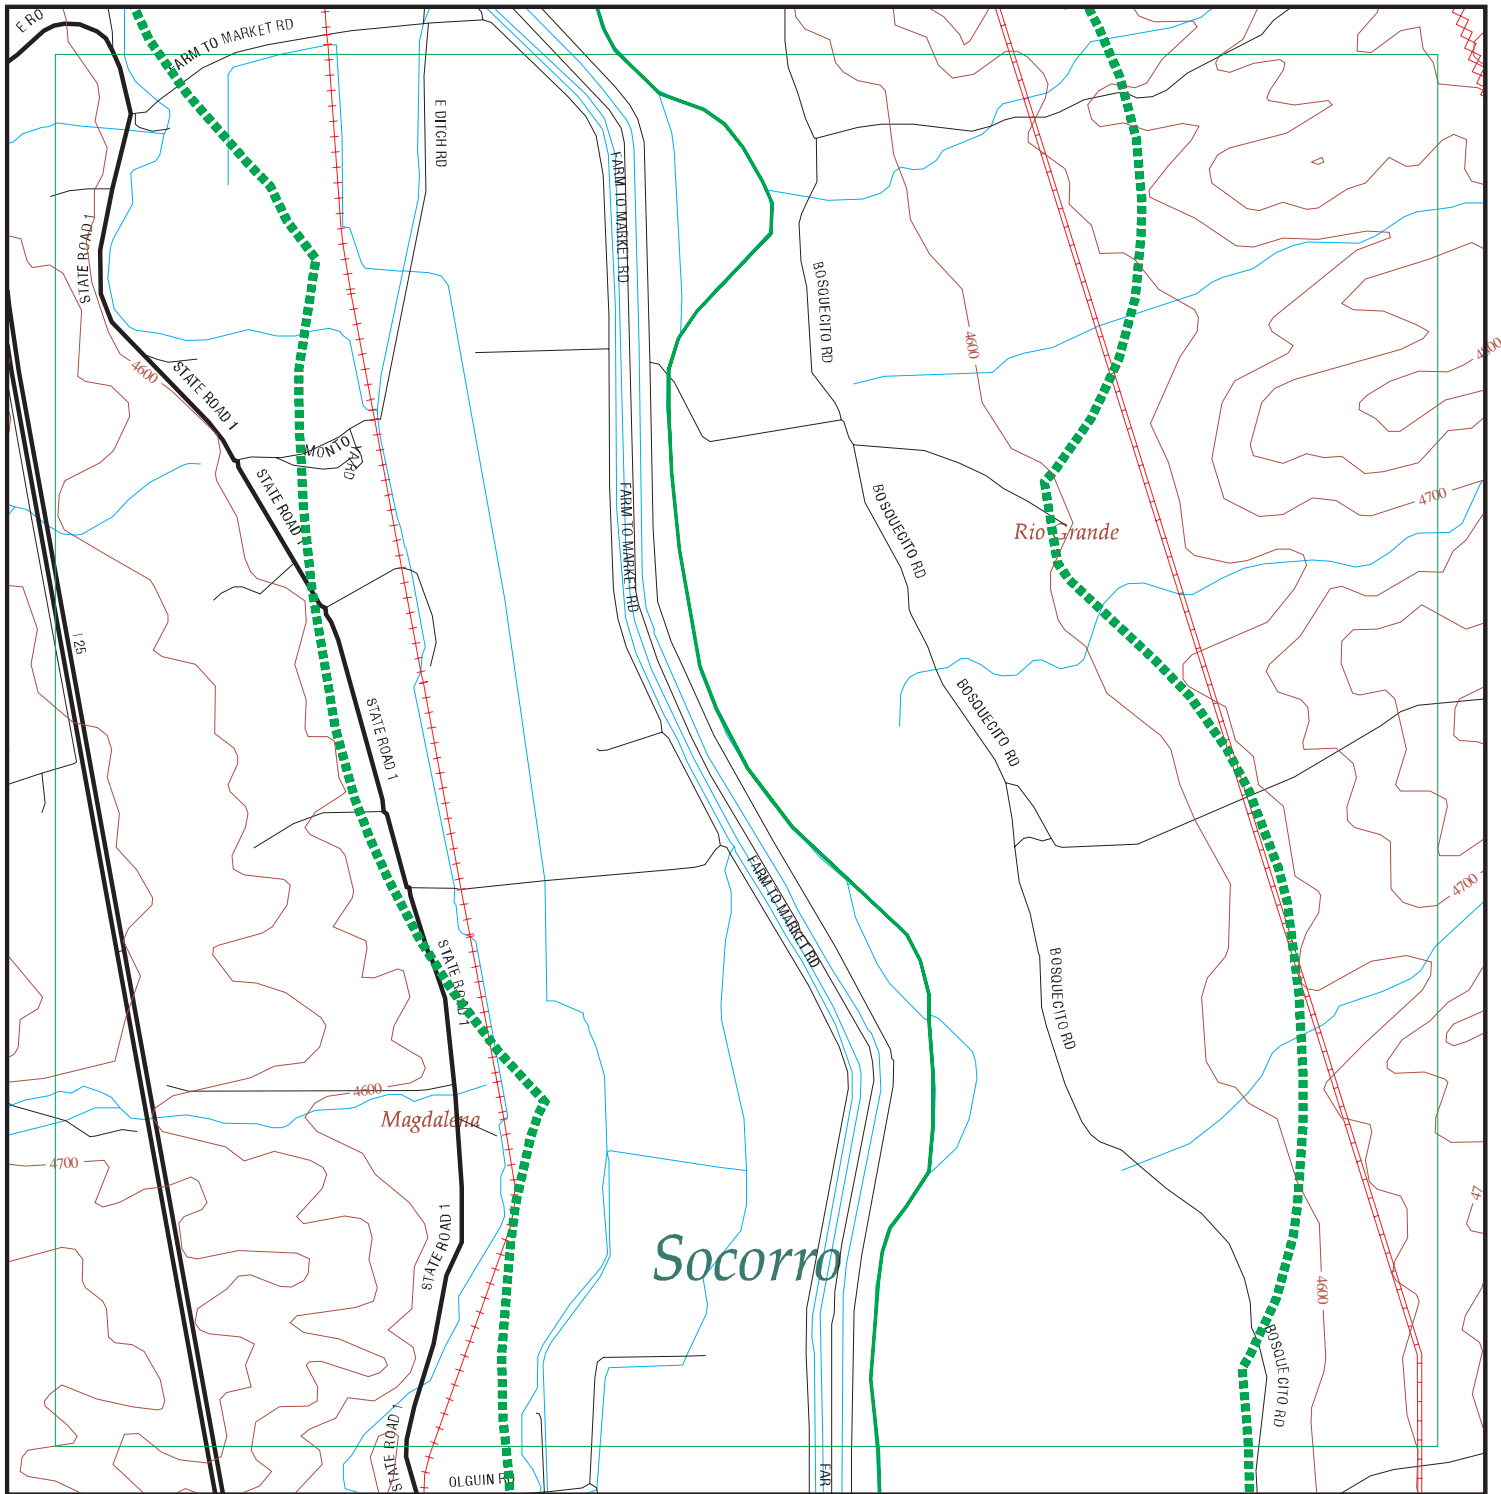 E RO
FARM TO MARKET RD
E DITCH RD
FARM TO MARKET RD
STATE ROAD 1
BOSQUECITO RD
4600
4600
4800
STATE ROAD 1
MONTO
YA RD
STATE ROAD 1
FARM TO MARKET RD
BOSQUECITO RD
4700
Rio Grande
I 25
STATE ROAD 1
BOSQUECITO RD
FARM TO MARKET RD
4700
STATE ROAD 1
BOSQUECITO RD
4600
Magdalena
4700
47
STATE ROAD 1
Socorro
4600
BOSQUECITO RD
STATE ROAD 1
OLGUIN RD
FAR